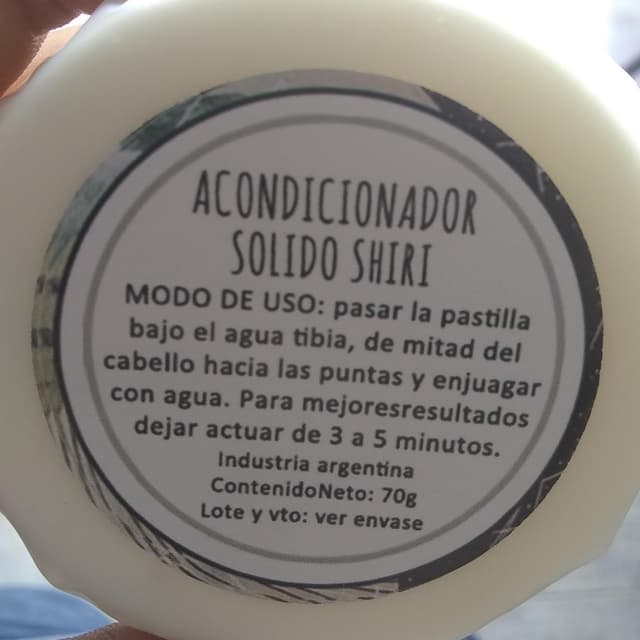 ACONDICIONADOR
SOLIDO SHIRI
MODO DE USO: pasar la pastilla
bajo el agua tibia, de mitad del
cabello hacia las puntas y enjuagar
con agua. Para mejoresresultados
dejar actuar de 3 a 5 minutos.
Industria argentina
ContenidoNeto: 70g
Lote y vto: ver envase